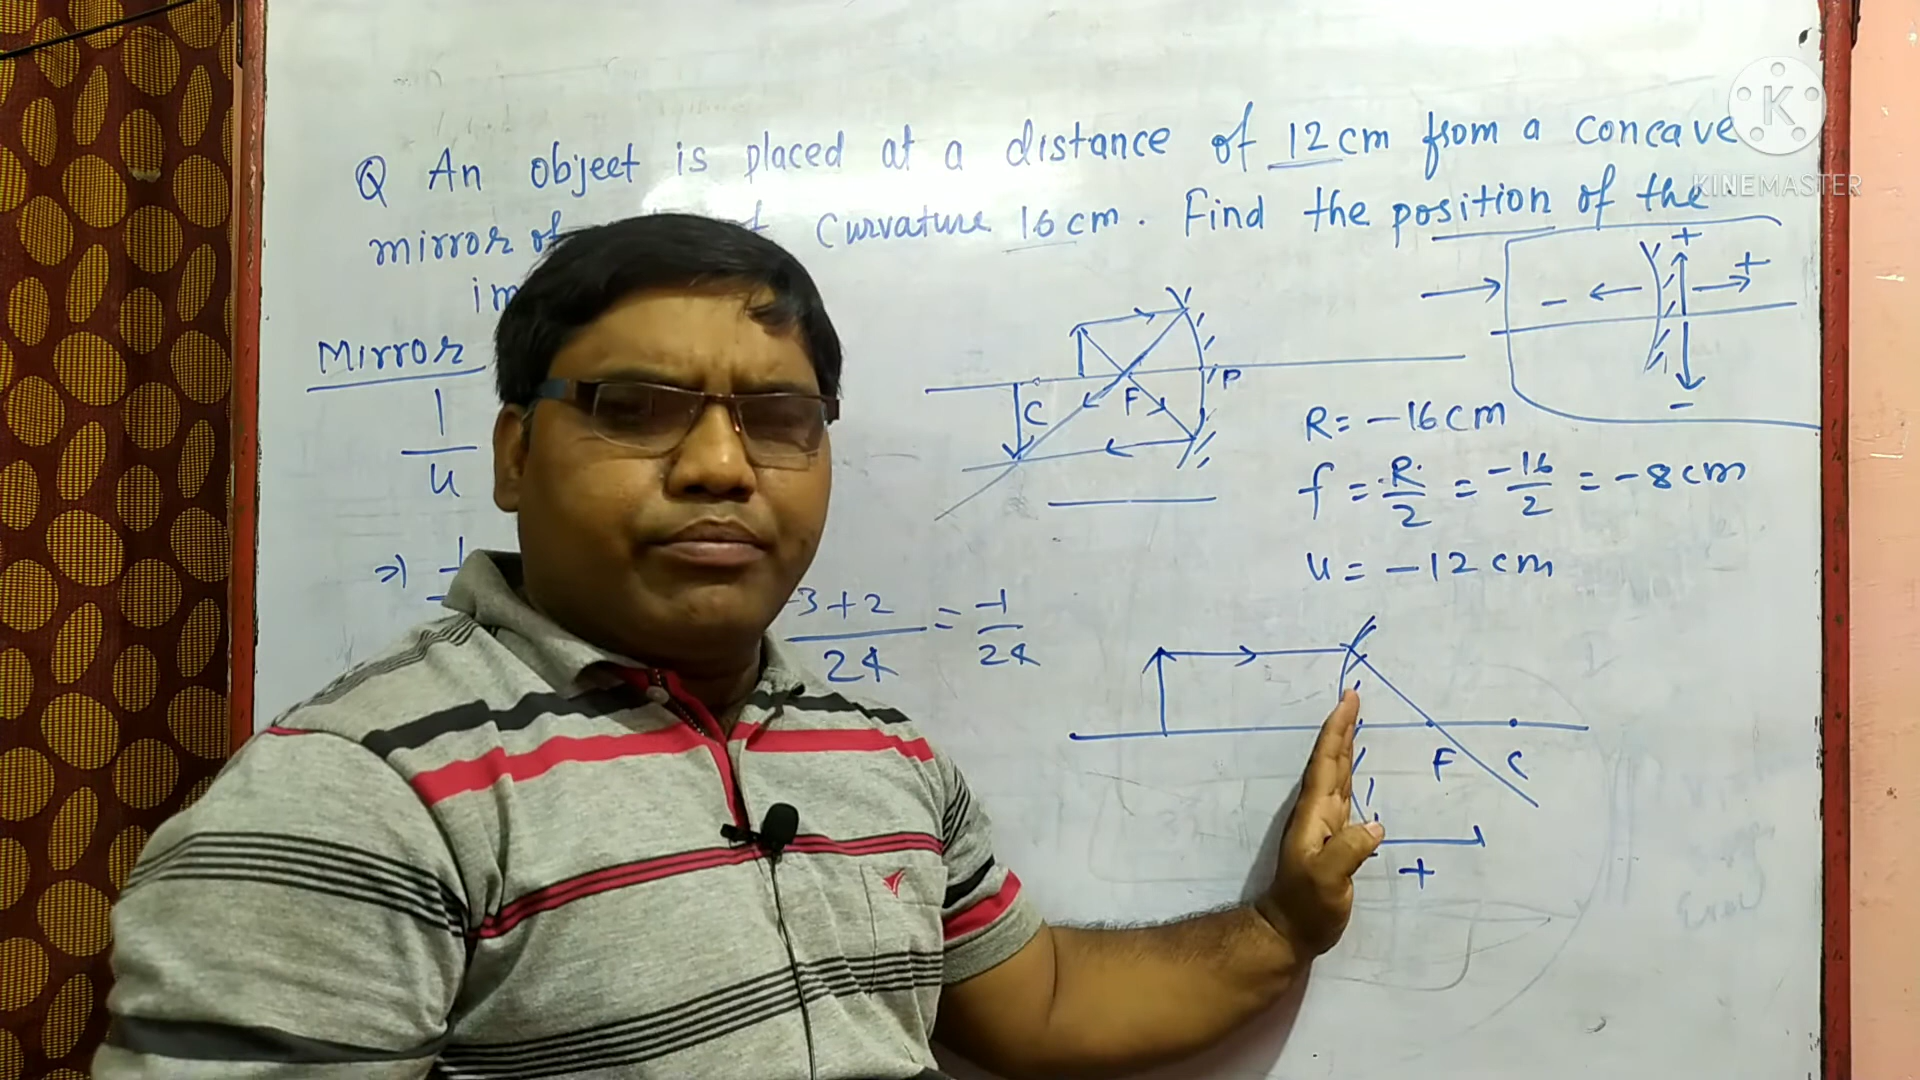 Q An object is placed at a distance of 12 cm from a concave
mirror of curvature 16 cm. Find the position of the
K
KINEMASTER
Mirror
1
u
C
F
P
+
+
-
-
R = -16 cm
f = R/2 = -16/2 = -8 cm
u = -12 cm
⇒
-3+2/24 = -1/24
F
C
+